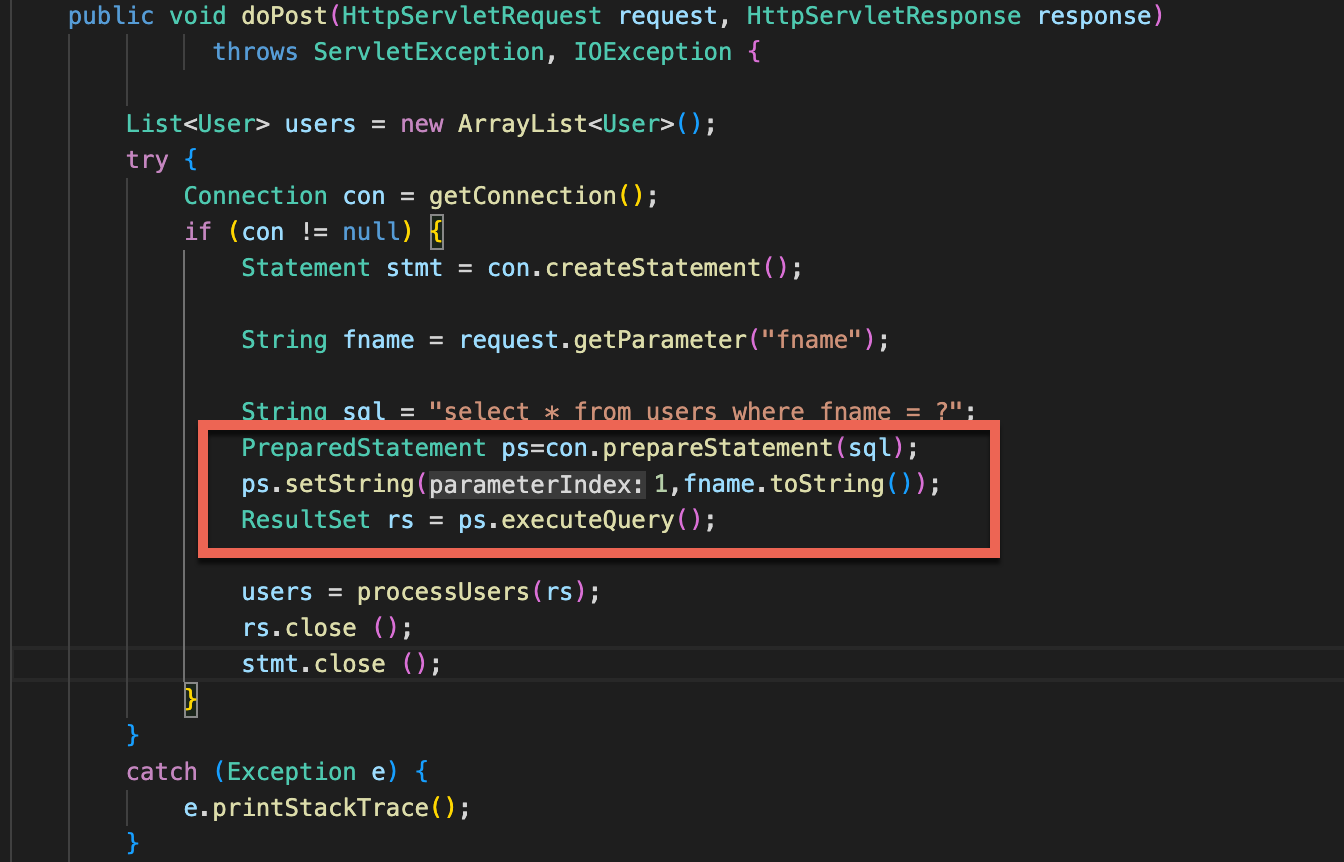 public void doPost(HttpServletRequest request, HttpServletResponse response)
throws ServletException, IOException {
List<User> users = new ArrayList<User>();
try {
Connection con = getConnection();
if (con != null) {
Statement stmt = con.createStatement();
String fname = request.getParameter("fname");
String sql = "select * from users where fname = ?";
PreparedStatement ps=con.prepareStatement(sql);
ps.setString(parameterIndex: 1,fname.toString());
ResultSet rs = ps.executeQuery();
users = processUsers(rs);
rs.close ();
stmt.close ();
}
}
catch (Exception e) {
e.printStackTrace();
}